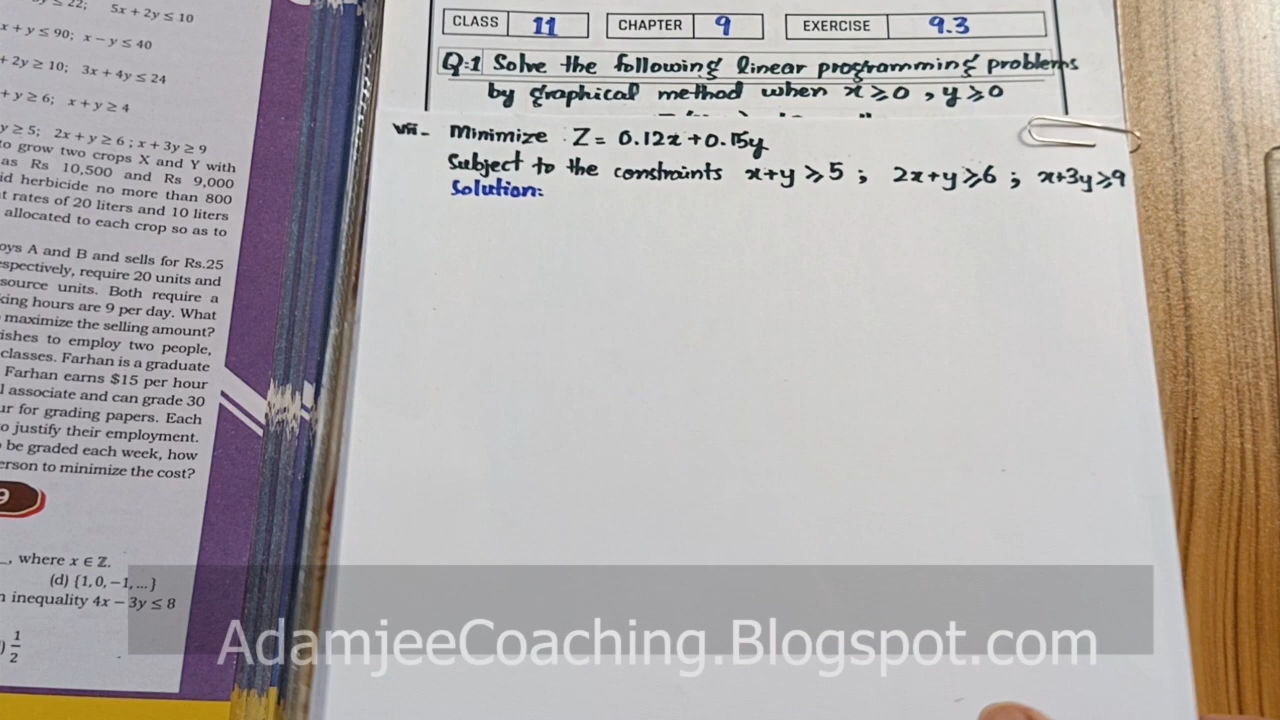 ≤ 22; 5x + 2y ≤ 10
x + y ≤ 90; x − y ≤ 40
+ 2y ≥ 10; 3x + 4y ≤ 24
+ y ≥ 6; x + y ≥ 4
y ≥ 5; 2x + y ≥ 6 ; x + 3y ≥ 9
to grow two crops X and Y with
as Rs 10,500 and Rs 9,000
id herbicide no more than 800
t rates of 20 liters and 10 liters
allocated to each crop so as to
oys A and B and sells for Rs.25
espectively, require 20 units and
source units. Both require a
king hours are 9 per day. What
maximize the selling amount?
ishes to employ two people,
classes. Farhan is a graduate
Farhan earns $15 per hour
l associate and can grade 30
ur for grading papers. Each
o justify their employment.
be graded each week, how
erson to minimize the cost?
9
_, where x ∈ ℤ.
(d) {1, 0, −1, ... }
n inequality 4x − 3y ≤ 8
) 1/2
CLASS 11 CHAPTER 9 EXERCISE 9.3
Q.1 Solve the following linear programming problems
by graphical method when x ≥ 0 , y ≥ 0
vii- Minimize : Z = 0.12x + 0.15y
Subject to the constraints x+y ≥ 5 ; 2x+y ≥ 6 ; x+3y ≥ 9
Solution:
AdamjeeCoaching.Blogspot.com